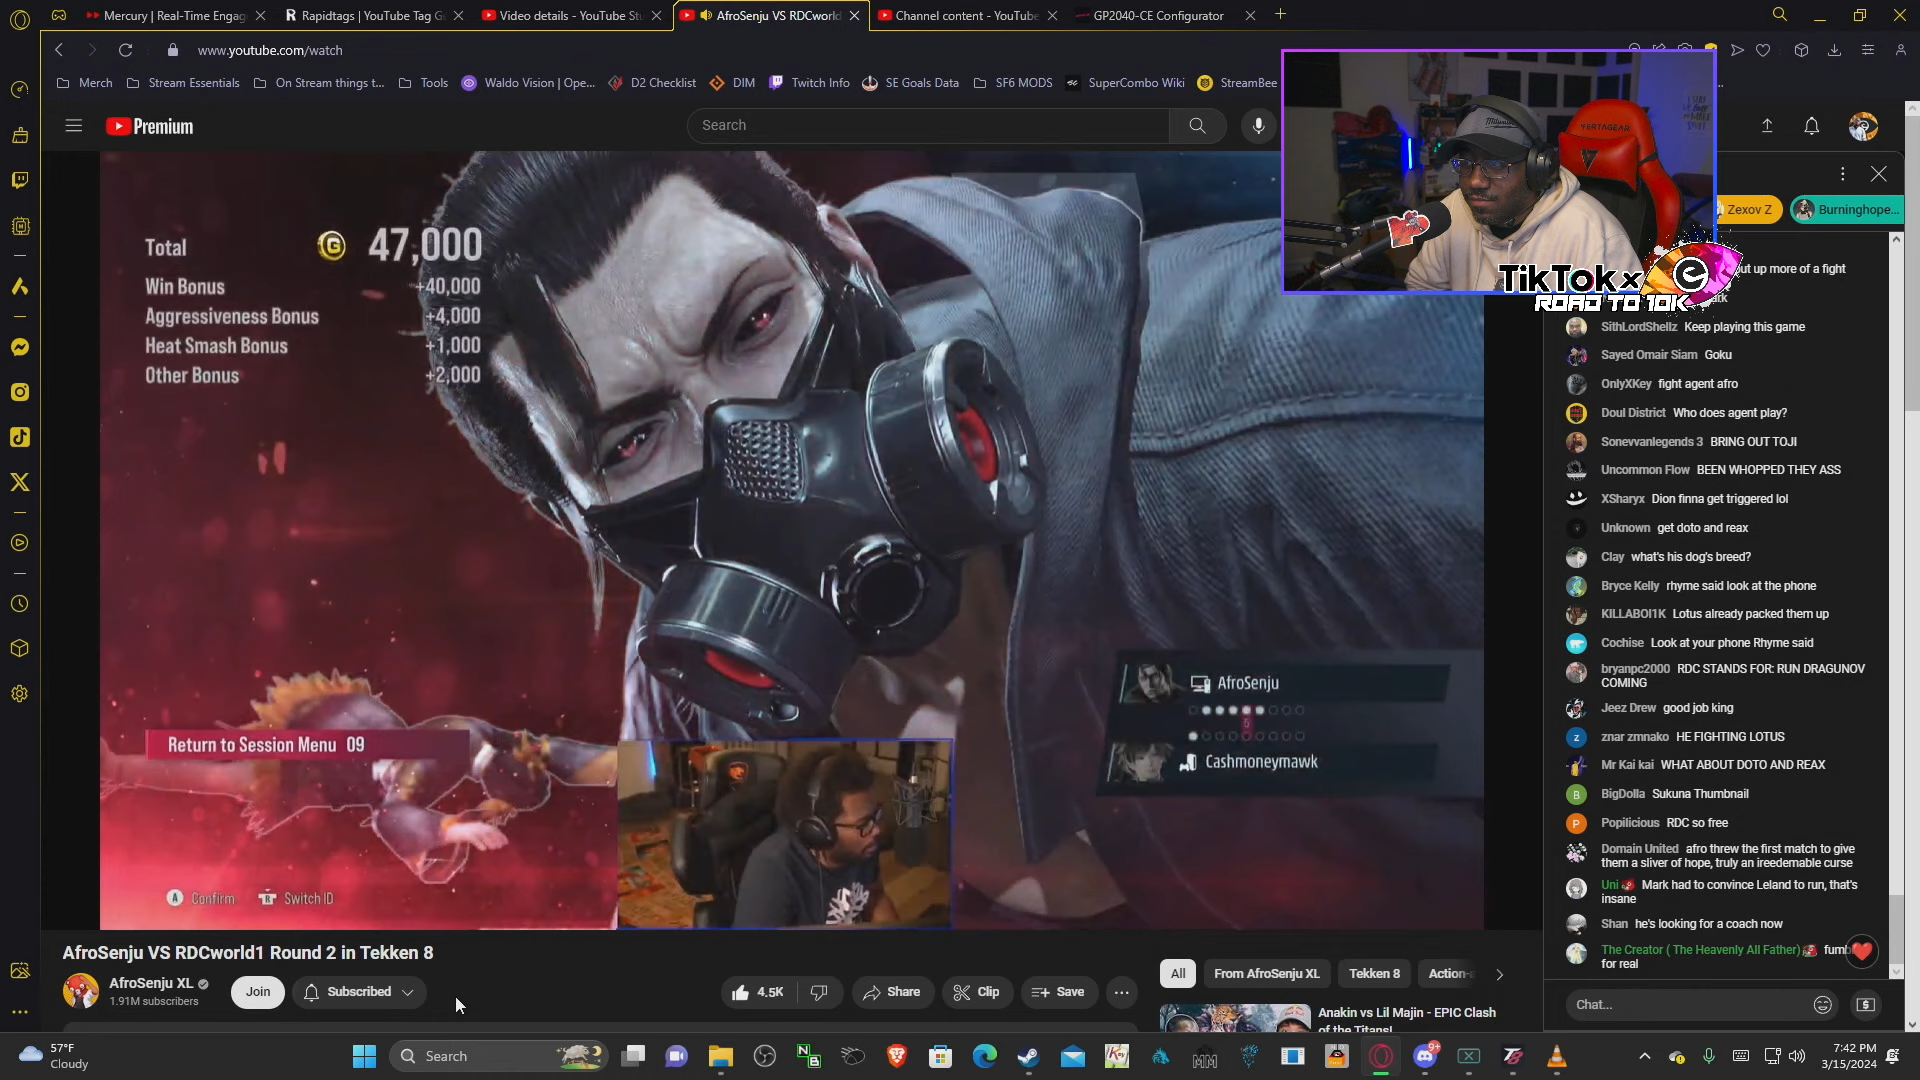 Mercury | Real-Time Engag
Rapidtags | YouTube Tag G
Video details - YouTube St
AfroSenju VS RDCworld
Channel content - YouTube
GP2040-CE Configurator
www.youtube.com/watch
Merch
Stream Essentials
On Stream things t...
Tools
Waldo Vision | Ope...
D2 Checklist
DIM
Twitch Info
SE Goals Data
SF6 MODS
SuperCombo Wiki
StreamBee
Premium
Search
VERTAGEAR
Zexov Z
Burninghope...
TikTok x
ROAD TO 10K
Total 47,000
Win Bonus +40,000
Aggressiveness Bonus +4,000
Heat Smash Bonus +1,000
Other Bonus +2,000
Return to Session Menu 09
A Confirm
Switch ID
AfroSenju
5
Cashmoneymawk
ut up more of a fight
ark
SithLordShellz Keep playing this game
Sayed Omair Siam Goku
OnlyXKey fight agent afro
Doul District Who does agent play?
Sonevvanlegends 3 BRING OUT TOJI
Uncommon Flow BEEN WHOPPED THEY ASS
XSharyx Dion finna get triggered lol
Unknown get doto and reax
Clay what's his dog's breed?
Bryce Kelly rhyme said look at the phone
KILLABOI1K Lotus already packed them up
Cochise Look at your phone Rhyme said
bryanpc2000 RDC STANDS FOR: RUN DRAGUNOV
COMING
Jeez Drew good job king
znar zmnako HE FIGHTING LOTUS
Mr Kai kai WHAT ABOUT DOTO AND REAX
BigDolla Sukuna Thumbnail
Popilicious RDC so free
Domain United afro threw the first match to give
them a sliver of hope, truly an ireedemable curse
Uni Mark had to convince Leland to run, that's
insane
Shan he's looking for a coach now
The Creator ( The Heavenly All Father) fumb
for real
Chat...
AfroSenju VS RDCworld1 Round 2 in Tekken 8
AfroSenju XL
1.91M subscribers
Join
Subscribed
4.5K
Share
Clip
Save
All
From AfroSenju XL
Tekken 8
Action-a
Anakin vs Lil Majin - EPIC Clash
of the Titans!
57°F
Cloudy
Search
9+
7:42 PM
3/15/2024